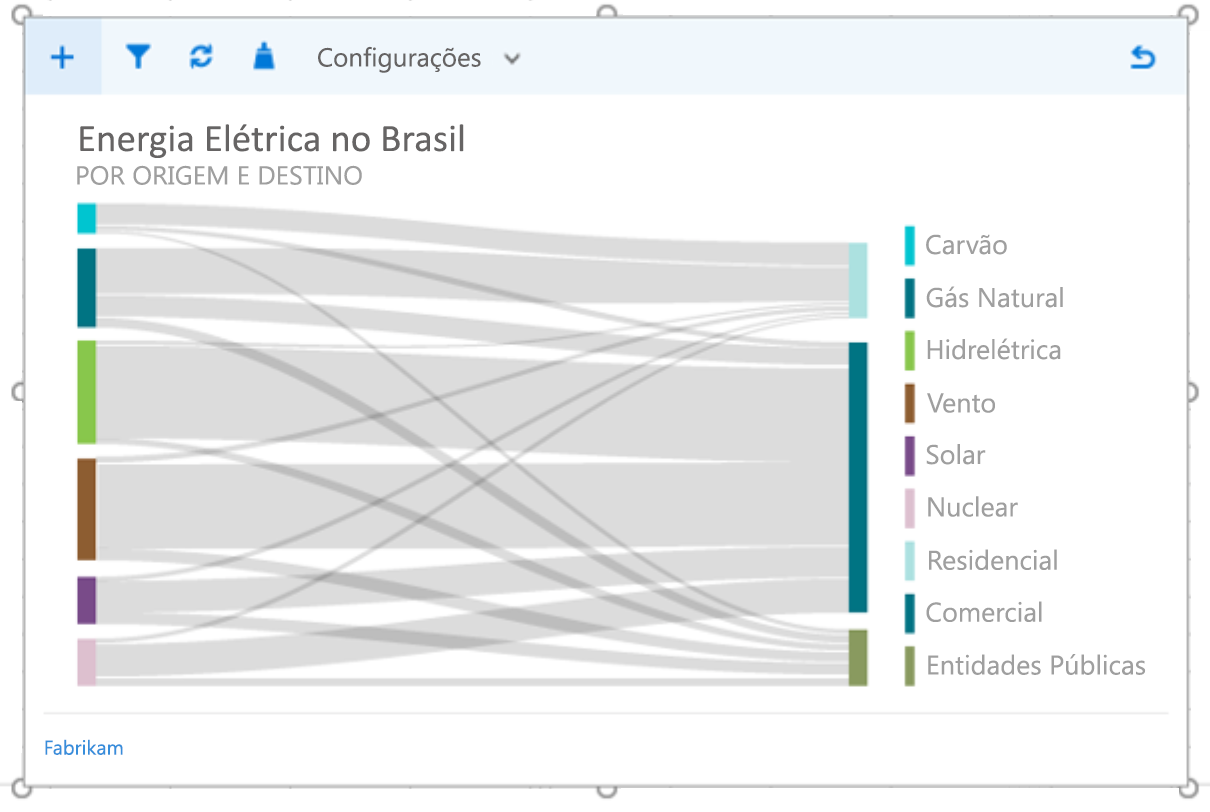 Configurações
Energia Elétrica no Brasil
POR ORIGEM E DESTINO
Carvão
Gás Natural
Hidrelétrica
Vento
Solar
Nuclear
Residencial
Comercial
Entidades Públicas
Fabrikam